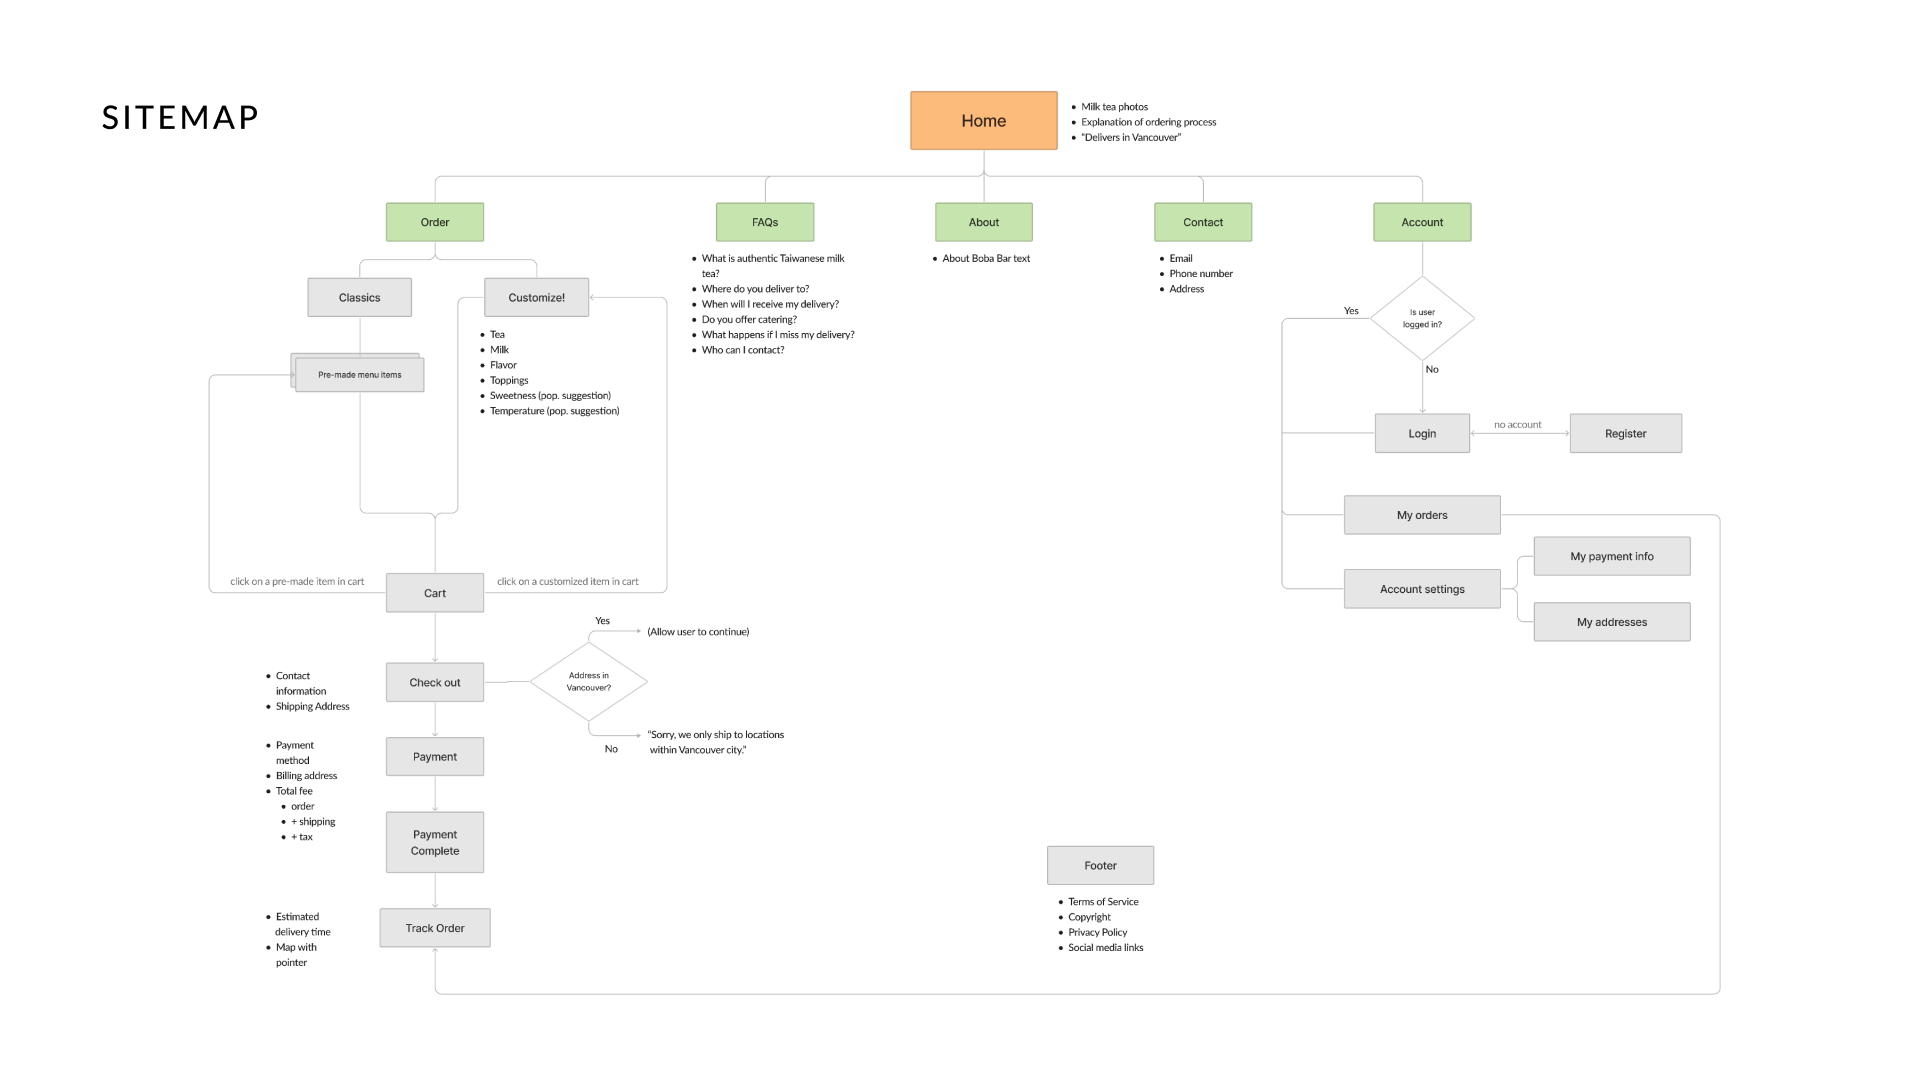 SITEMAP
Home
• Milk tea photos
• Explanation of ordering process
• “Delivers in Vancouver”
Order
FAQs
About
Contact
Account
Classics
Customize!
Pre-made menu items
• Tea
• Milk
• Flavor
• Toppings
• Sweetness (pop. suggestion)
• Temperature (pop. suggestion)
• What is authentic Taiwanese milk
tea?
• Where do you deliver to?
• When will I receive my delivery?
• Do you offer catering?
• What happens if I miss my delivery?
• Who can I contact?
• About Boba Bar text
• Email
• Phone number
• Address
Is user
logged in?
Yes
No
Login
no account
Register
My orders
Account settings
My payment info
My addresses
click on a pre-made item in cart
Cart
click on a customized item in cart
• Contact
information
• Shipping Address
Check out
Address in
Vancouver?
Yes
(Allow user to continue)
No
“Sorry, we only ship to locations
within Vancouver city.”
• Payment
method
• Billing address
• Total fee
• order
• + shipping
• + tax
Payment
Payment
Complete
• Estimated
delivery time
• Map with
pointer
Track Order
Footer
• Terms of Service
• Copyright
• Privacy Policy
• Social media links